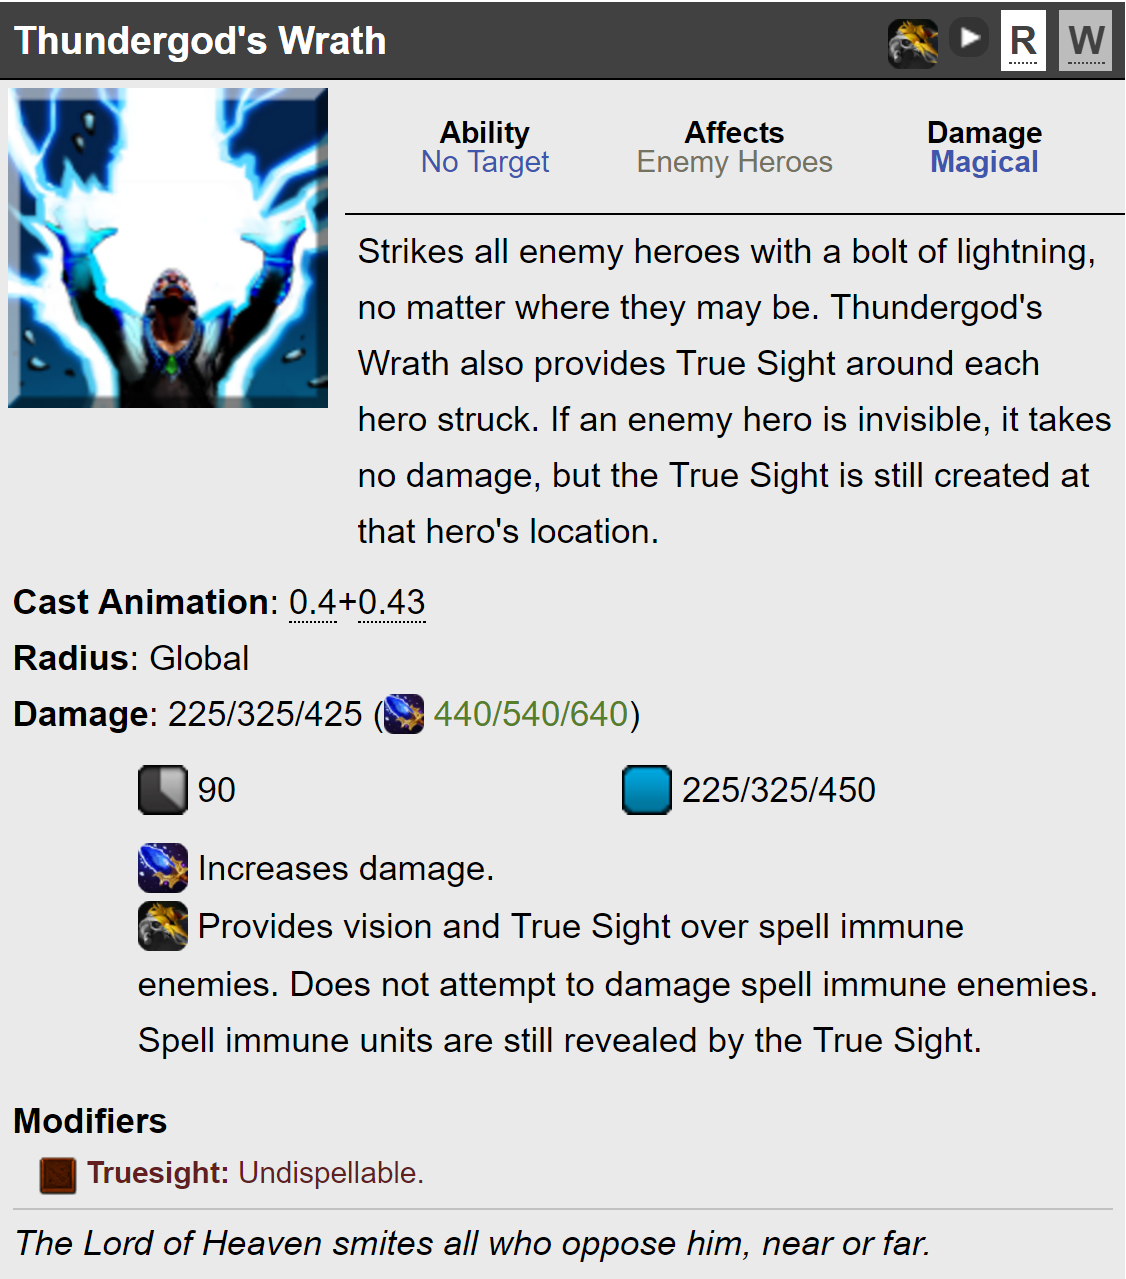 Thundergod's Wrath
R
W
Ability
No Target
Affects
Enemy Heroes
Damage
Magical
Strikes all enemy heroes with a bolt of lightning,
no matter where they may be. Thundergod's
Wrath also provides True Sight around each
hero struck. If an enemy hero is invisible, it takes
no damage, but the True Sight is still created at
that hero's location.
Cast Animation: 0.4+0.43
Radius: Global
Damage: 225/325/425 ( 440/540/640)
90
225/325/450
Increases damage.
Provides vision and True Sight over spell immune
enemies. Does not attempt to damage spell immune enemies.
Spell immune units are still revealed by the True Sight.
Modifiers
Truesight: Undispellable.
The Lord of Heaven smites all who oppose him, near or far.